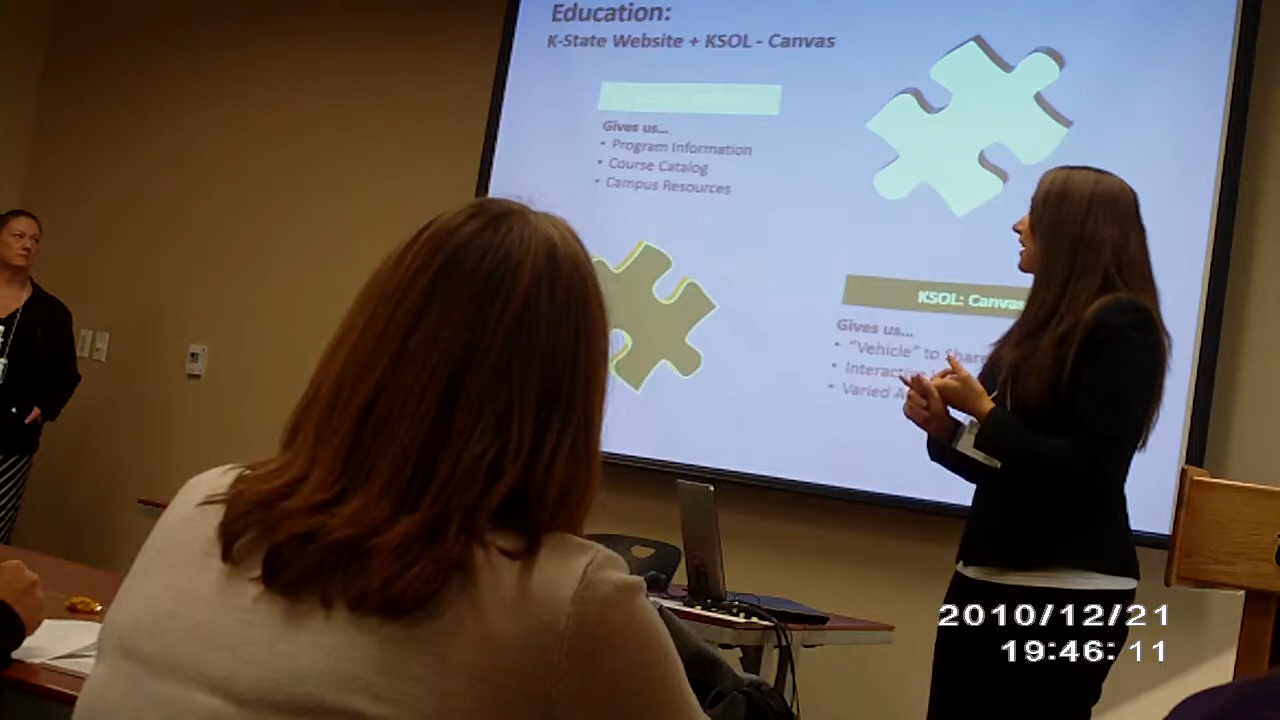 Education:
K-State Website + KSOL - Canvas
Gives us...
• Program Information
• Course Catalog
• Campus Resources
KSOL: Canvas
Gives us...
• "Vehicle" to Share
• Interactive
• Varied
2010/12/21
19:46:11